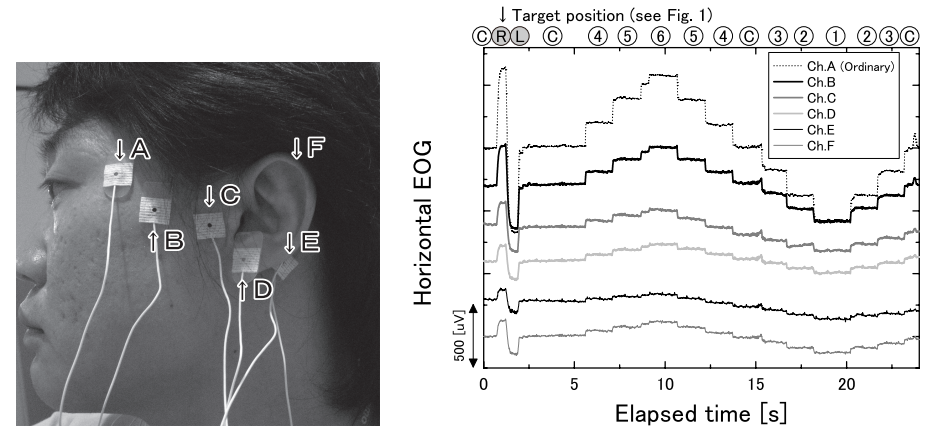 ↓A
↓F
↓C
↑B
↓E
↑D
↓ Target position (see Fig. 1)
Ⓒ Ⓡ Ⓛ Ⓒ ④ ⑤ ⑥ ⑤ ④ Ⓒ ③ ② ① ② ③ Ⓒ
Ch.A (Ordinary)
Ch.B
Ch.C
Ch.D
Ch.E
Ch.F
Horizontal EOG
500 [uV]
0 5 10 15 20
Elapsed time [s]